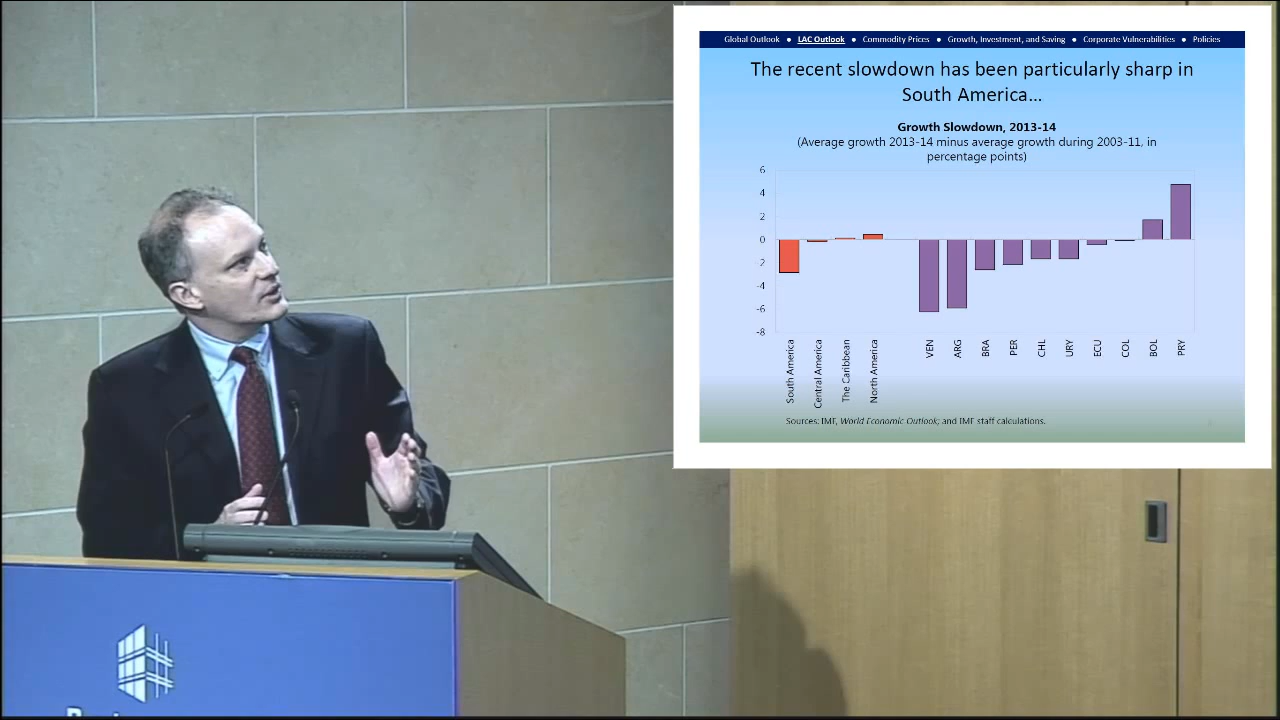 Global Outlook ● LAC Outlook ● Commodity Prices ● Growth, Investment, and Saving ● Corporate Vulnerabilities ● Policies
The recent slowdown has been particularly sharp in
South America…
Growth Slowdown, 2013-14
(Average growth 2013-14 minus average growth during 2003-11, in
percentage points)
6
4
2
0
-2
-4
-6
-8
South America
Central America
The Caribbean
North America
VEN
ARG
BRA
PER
CHL
URY
ECU
COL
BOL
PRY
Sources: IMF, World Economic Outlook; and IMF staff calculations.